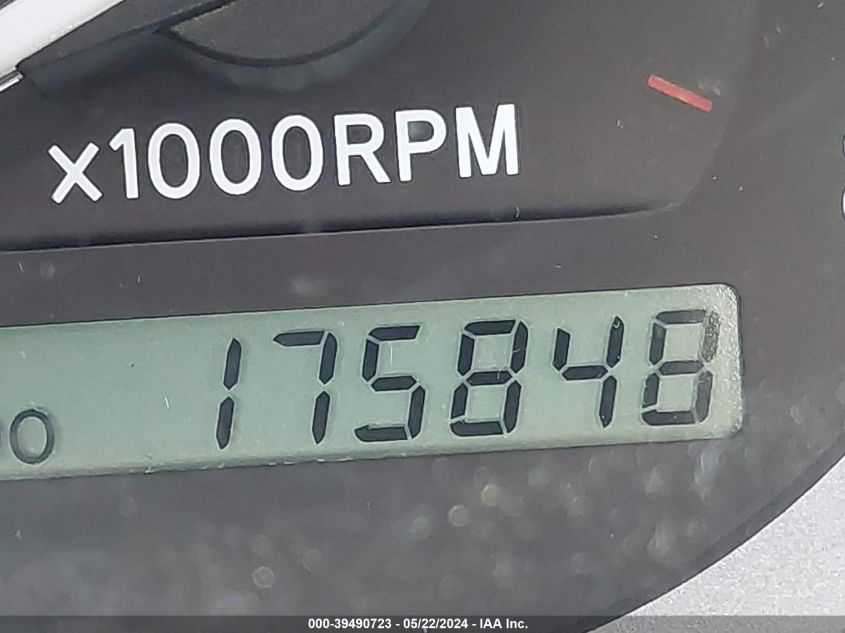 x1000RPM
175848
000-39490723 - 05/22/2024 - IAA Inc.